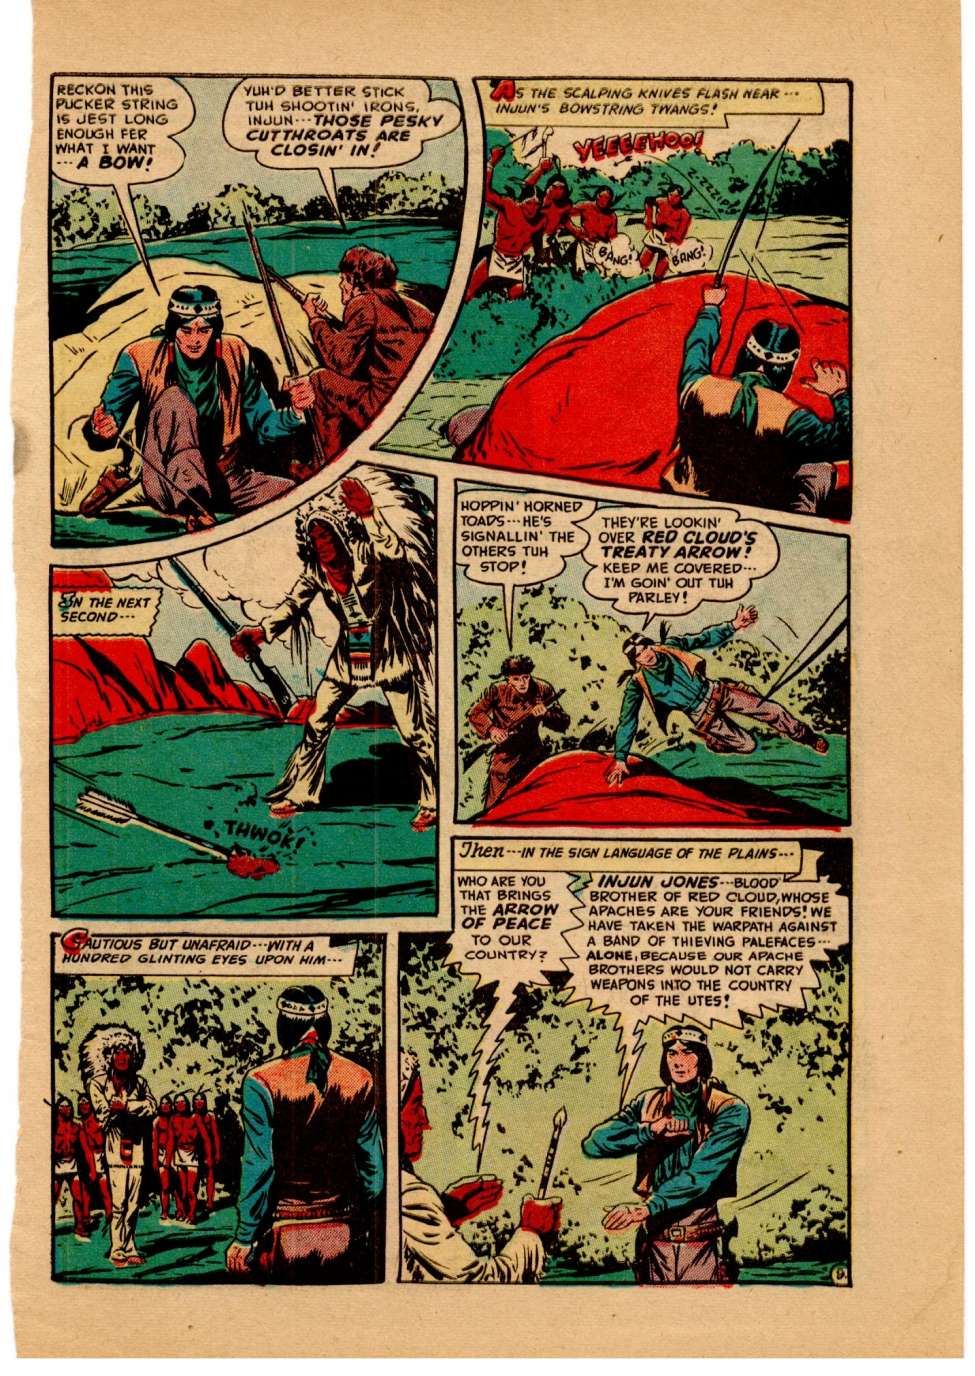 RECKON THIS
PUCKER STRING
IS JEST LONG
ENOUGH FER
WHAT I WANT
---A BOW!
YUH'D BETTER STICK
TUH SHOOTIN' IRONS,
INJUN---THOSE PESKY
CUTTHROATS ARE
CLOSIN' IN!
AS THE SCALPING KNIVES FLASH NEAR---
INJUN'S BOWSTRING TWANGS!
YEEEEWOO!
BANG!
BANG!
IN THE NEXT
SECOND---
THWOK!
HOPPIN' HORNED
TOADS---HE'S
SIGNALLIN' THE
OTHERS TUH
STOP!
THEY'RE LOOKIN'
OVER RED CLOUD'S
TREATY ARROW!
KEEP ME COVERED---
I'M GOIN' OUT TUH
PARLEY!
CAUTIOUS BUT UNAFRAID---WITH A
HUNDRED GLINTING EYES UPON HIM---
Then---IN THE SIGN LANGUAGE OF THE PLAINS---
WHO ARE YOU
THAT BRINGS
THE ARROW
OF PEACE
TO OUR
COUNTRY?
INJUN JONES---BLOOD
BROTHER OF RED CLOUD, WHOSE
APACHES ARE YOUR FRIENDS! WE
HAVE TAKEN THE WARPATH AGAINST
A BAND OF THIEVING PALEFACES---
ALONE, BECAUSE OUR APACHE
BROTHERS WOULD NOT CARRY
WEAPONS INTO THE COUNTRY
OF THE UTES!